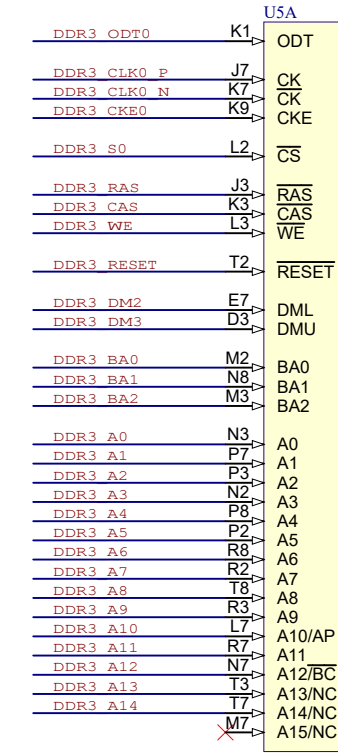 U5A
DDR3_ODT0 K1 ODT
DDR3_CLK0_P J7 CK
DDR3_CLK0_N K7 CK
DDR3_CKE0 K9 CKE
DDR3_S0 L2 CS
DDR3_RAS J3 RAS
DDR3_CAS K3 CAS
DDR3_WE L3 WE
DDR3_RESET T2 RESET
DDR3_DM2 E7 DML
DDR3_DM3 D3 DMU
DDR3_BA0 M2 BA0
DDR3_BA1 N8 BA1
DDR3_BA2 M3 BA2
DDR3_A0 N3 A0
DDR3_A1 P7 A1
DDR3_A2 P3 A2
DDR3_A3 N2 A3
DDR3_A4 P8 A4
DDR3_A5 P2 A5
DDR3_A6 R8 A6
DDR3_A7 R2 A7
DDR3_A8 T8 A8
DDR3_A9 R3 A9
DDR3_A10 L7 A10/AP
DDR3_A11 R7 A11
DDR3_A12 N7 A12/BC
DDR3_A13 T3 A13/NC
DDR3_A14 T7 A14/NC
M7 A15/NC